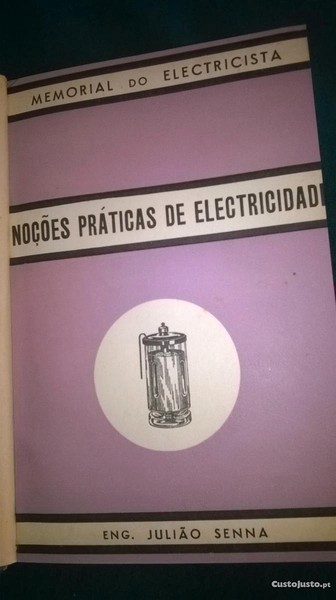 MEMORIAL DO ELECTRICISTA
NOÇÕES PRÁTICAS DE ELECTRICIDADE
ENG. JULIÃO SENNA
CustoJusto.pt